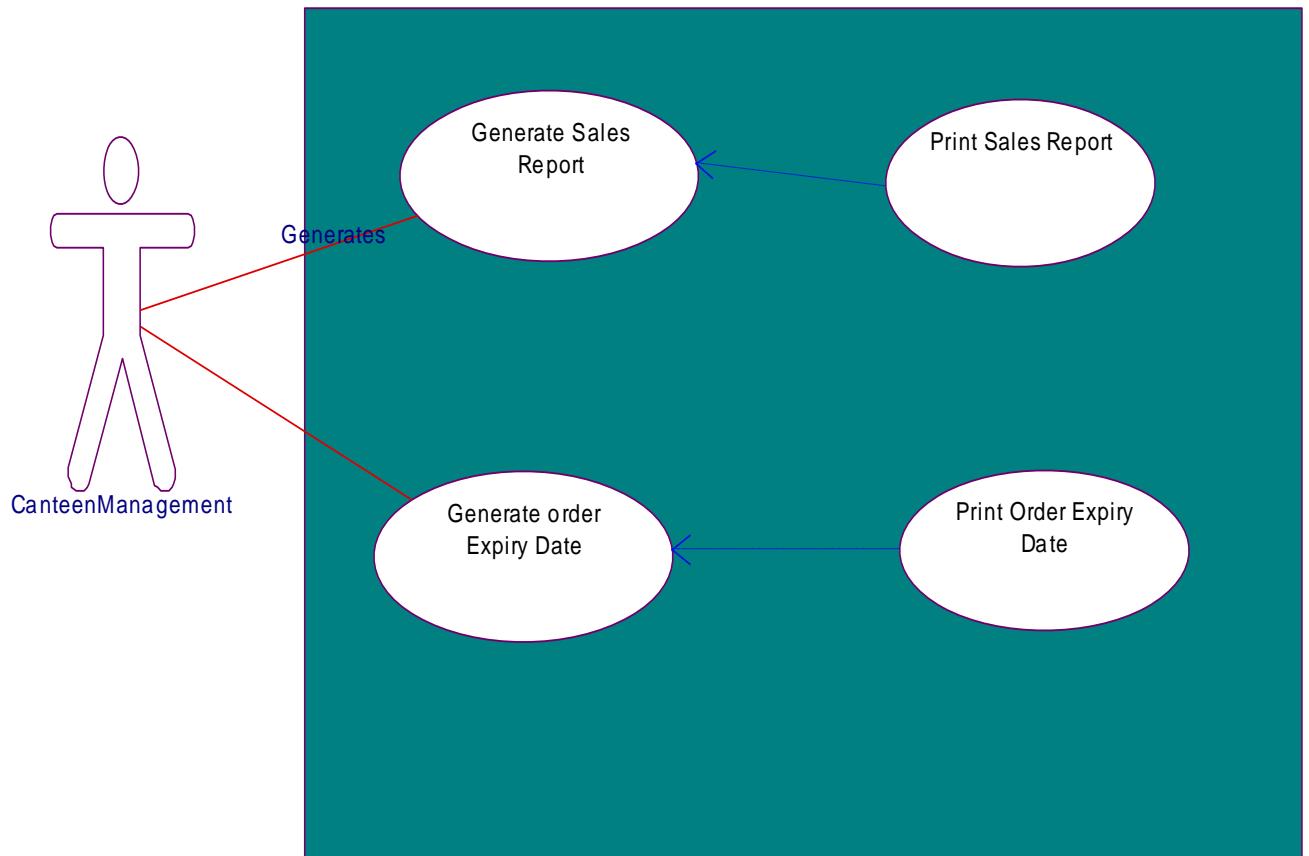 Generate Sales
Report
Print Sales Report
Generates
CanteenManagement
Generate order
Expiry Date
Print Order Expiry
Date